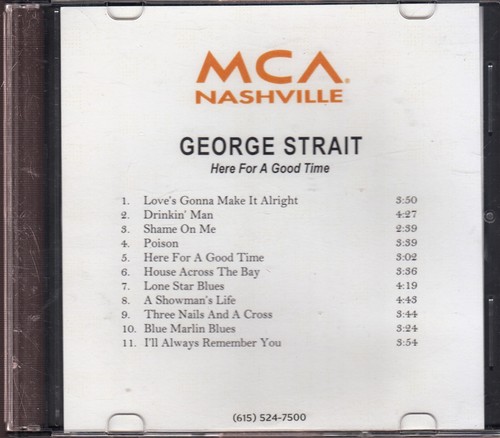 MCA®
NASHVILLE
GEORGE STRAIT
Here For A Good Time
1. Love's Gonna Make It Alright 3:50
2. Drinkin' Man 4:27
3. Shame On Me 2:39
4. Poison 3:39
5. Here For A Good Time 3:02
6. House Across The Bay 3:36
7. Lone Star Blues 4:19
8. A Showman's Life 4:43
9. Three Nails And A Cross 3:44
10. Blue Marlin Blues 3:24
11. I'll Always Remember You 3:54
(615) 524-7500